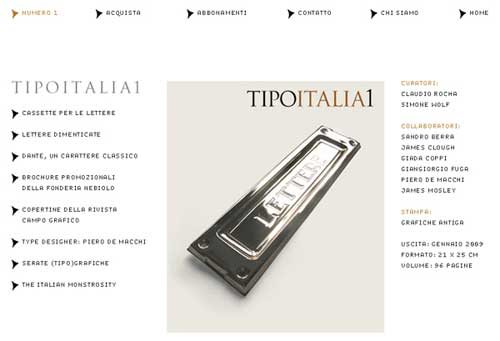 NUMERO 1
ACQUISTA
ABBONAMENTI
CONTATTO
CHI SIAMO
HOME
TIPOITALIA1
CASSETTE PER LE LETTERE
LETTERE DIMENTICATE
DANTE, UN CARATTERE CLASSICO
BROCHURE PROMOZIONALI
DELLA FONDERIA NEBIOLO
COPERTINE DELLA RIVISTA
CAMPO GRAFICO
TYPE DESIGNER: PIERO DE MACCHI
SERATE (TIPO)GRAFICHE
THE ITALIAN MONSTROSITY
TIPOITALIA1
LETTERE
CURATORI:
CLAUDIO ROCHA
SIMONE WOLF
COLLABORATORI:
SANDRO BERRA
JAMES CLOUGH
GIADA COPPI
GIANGIORGIO FUGA
PIERO DE MACCHI
JAMES MOSLEY
STAMPA:
GRAFICHE ANTIGA
USCITA: GENNAIO 2009
FORMATO: 21 X 25 CM
VOLUME: 96 PAGINE